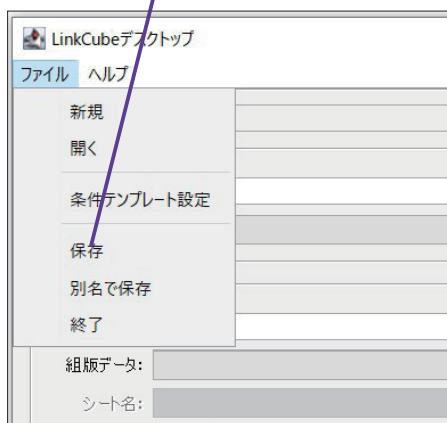 LinkCubeデスクトップ
ファイル ヘルプ
新規
開く
条件テンプレート設定
保存
別名で保存
終了
組版データ:
シート名: